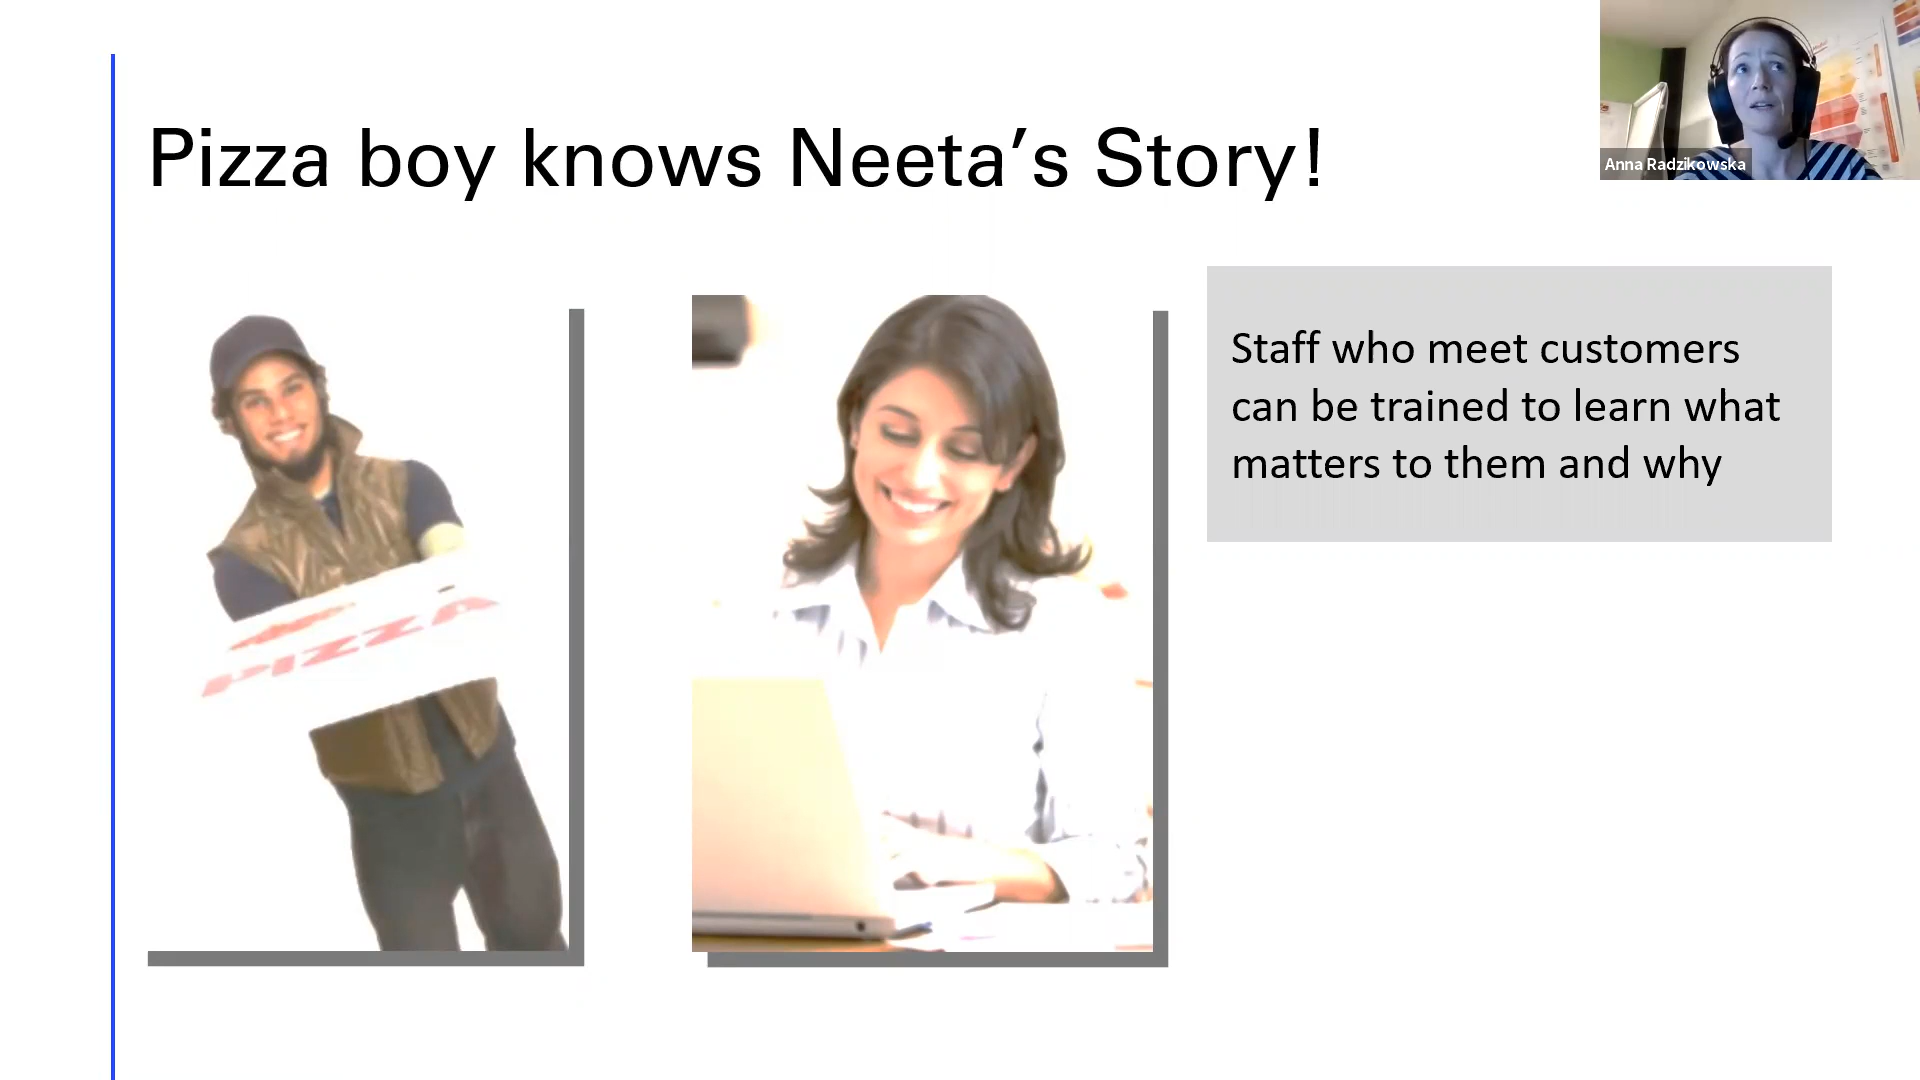 Pizza boy knows Neeta’s Story!
Anna Radzikowska
Staff who meet customers
can be trained to learn what
matters to them and why
PIZZA